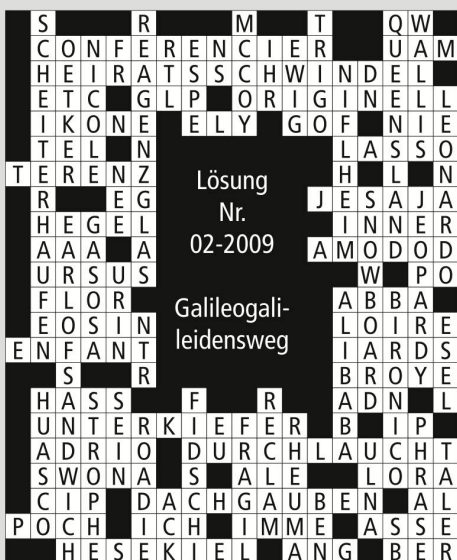 S R M T QW
CONFERENCIER UAM
HEIRATSSCHWINDEL
ETC GLP ORIGINELL
IKONE ELY GOF NIE
TEL N LASSO
TERENZ H L N
R EG JESAJA
HEGEL INNER
AAA A AMODOD
URSUS W PO
FLOR ABBA
EOSIN LOIRE
ENFANT IARDS
S R BROYE
HASS F R ADN L
UNTERKIEFER B IP
ADRIO DURCHLAUCHT
SWONA S ALE LORA
CIP DACHGAUBEN AL
POCH ICH IMME ASSE
HESEKIEL ANG BER
Lösung
Nr.
02-2009
Galileogali-
leidensweg